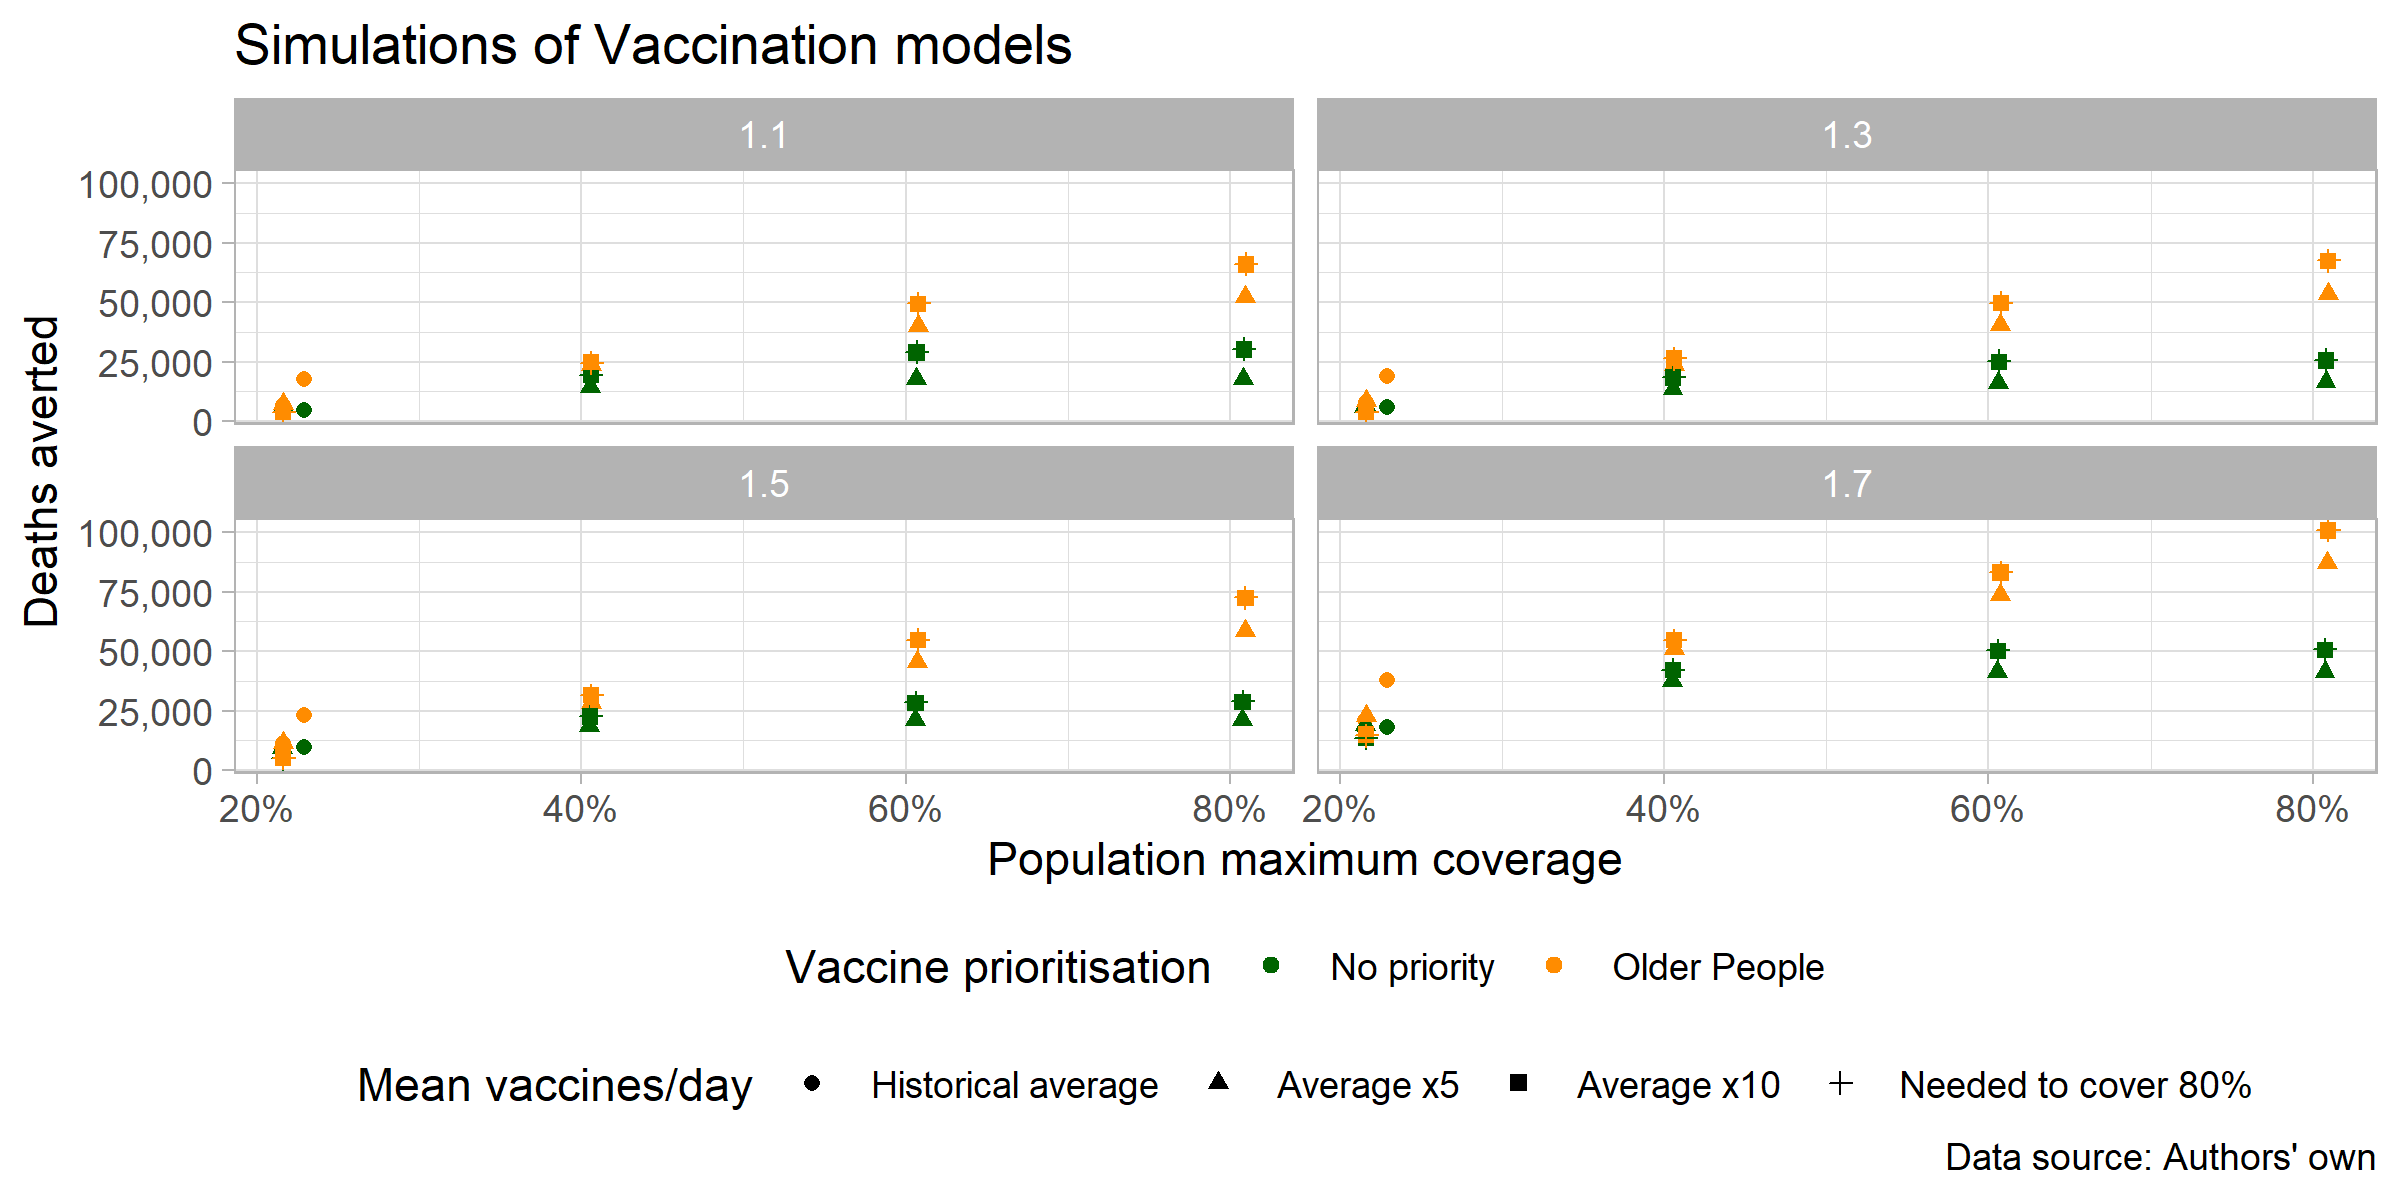 Simulations of Vaccination models
1.1
1.3
100,000
75,000
50,000
25,000
0
1.5
1.7
100,000
75,000
50,000
25,000
0
Deaths averted
20% 40% 60% 80% 20% 40% 60% 80%
Population maximum coverage
Vaccine prioritisation No priority Older People
Mean vaccines/day Historical average Average x5 Average x10 Needed to cover 80%
Data source: Authors' own